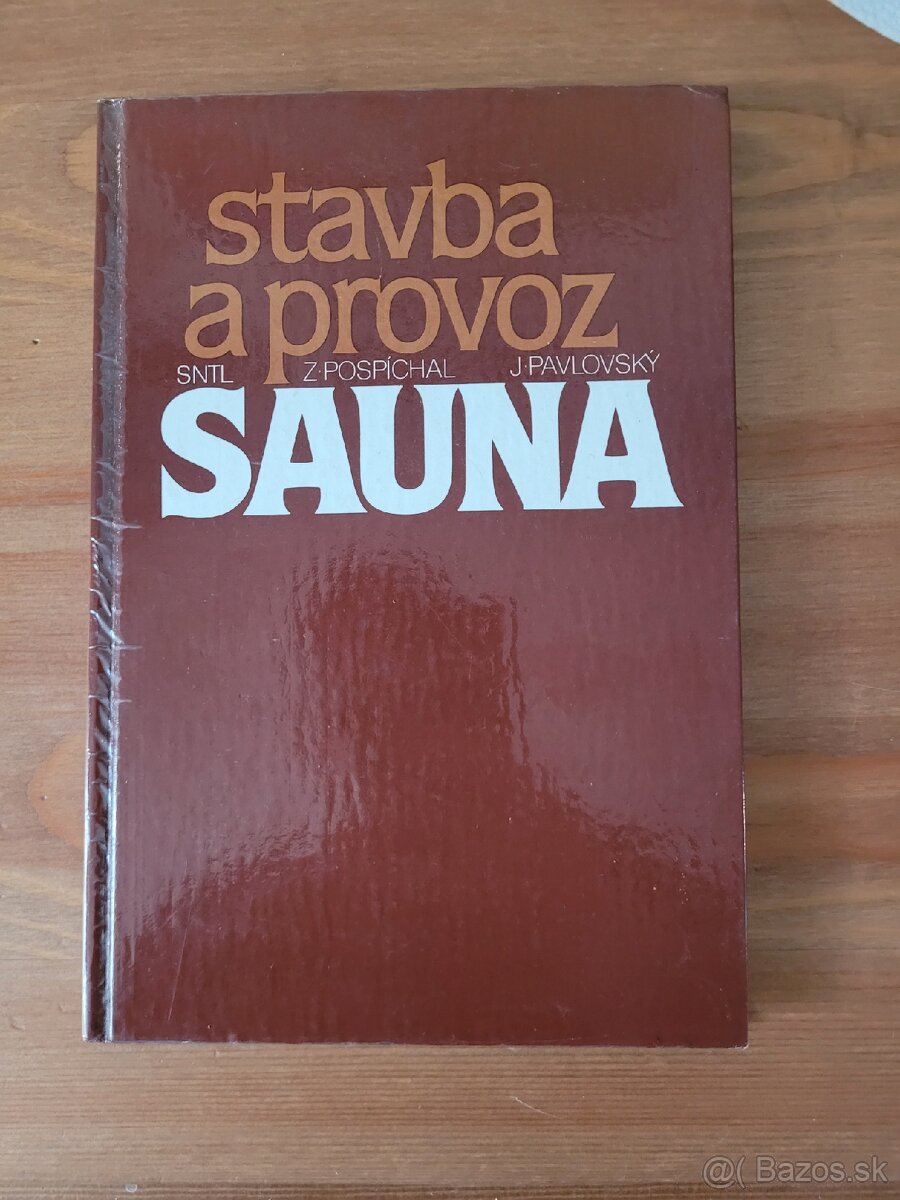 stavba
a provoz
SNTL Z·POSPÍCHAL J·PAVLOVSKÝ
SAUNA
@( Bazos.sk